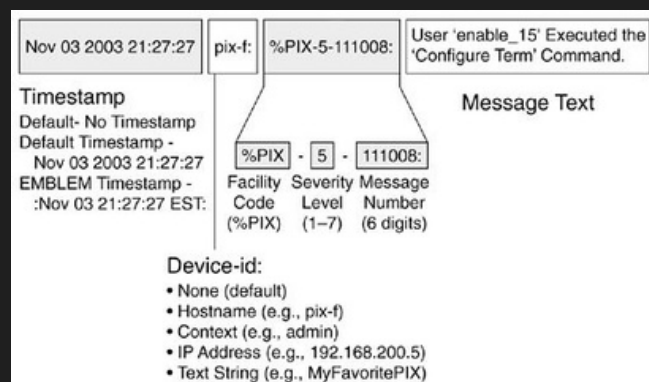 Nov 03 2003 21:27:27
pix-f:
%PIX-5-111008:
User 'enable_15' Executed the
'Configure Term' Command.
Timestamp
Default- No Timestamp
Default Timestamp -
Nov 03 2003 21:27:27
EMBLEM Timestamp -
:Nov 03 21:27:27 EST:
Message Text
%PIX - 5 - 111008:
Facility Severity Message
Code Level Number
(%PIX) (1–7) (6 digits)
Device-id:
• None (default)
• Hostname (e.g., pix-f)
• Context (e.g., admin)
• IP Address (e.g., 192.168.200.5)
• Text String (e.g., MyFavoritePIX)